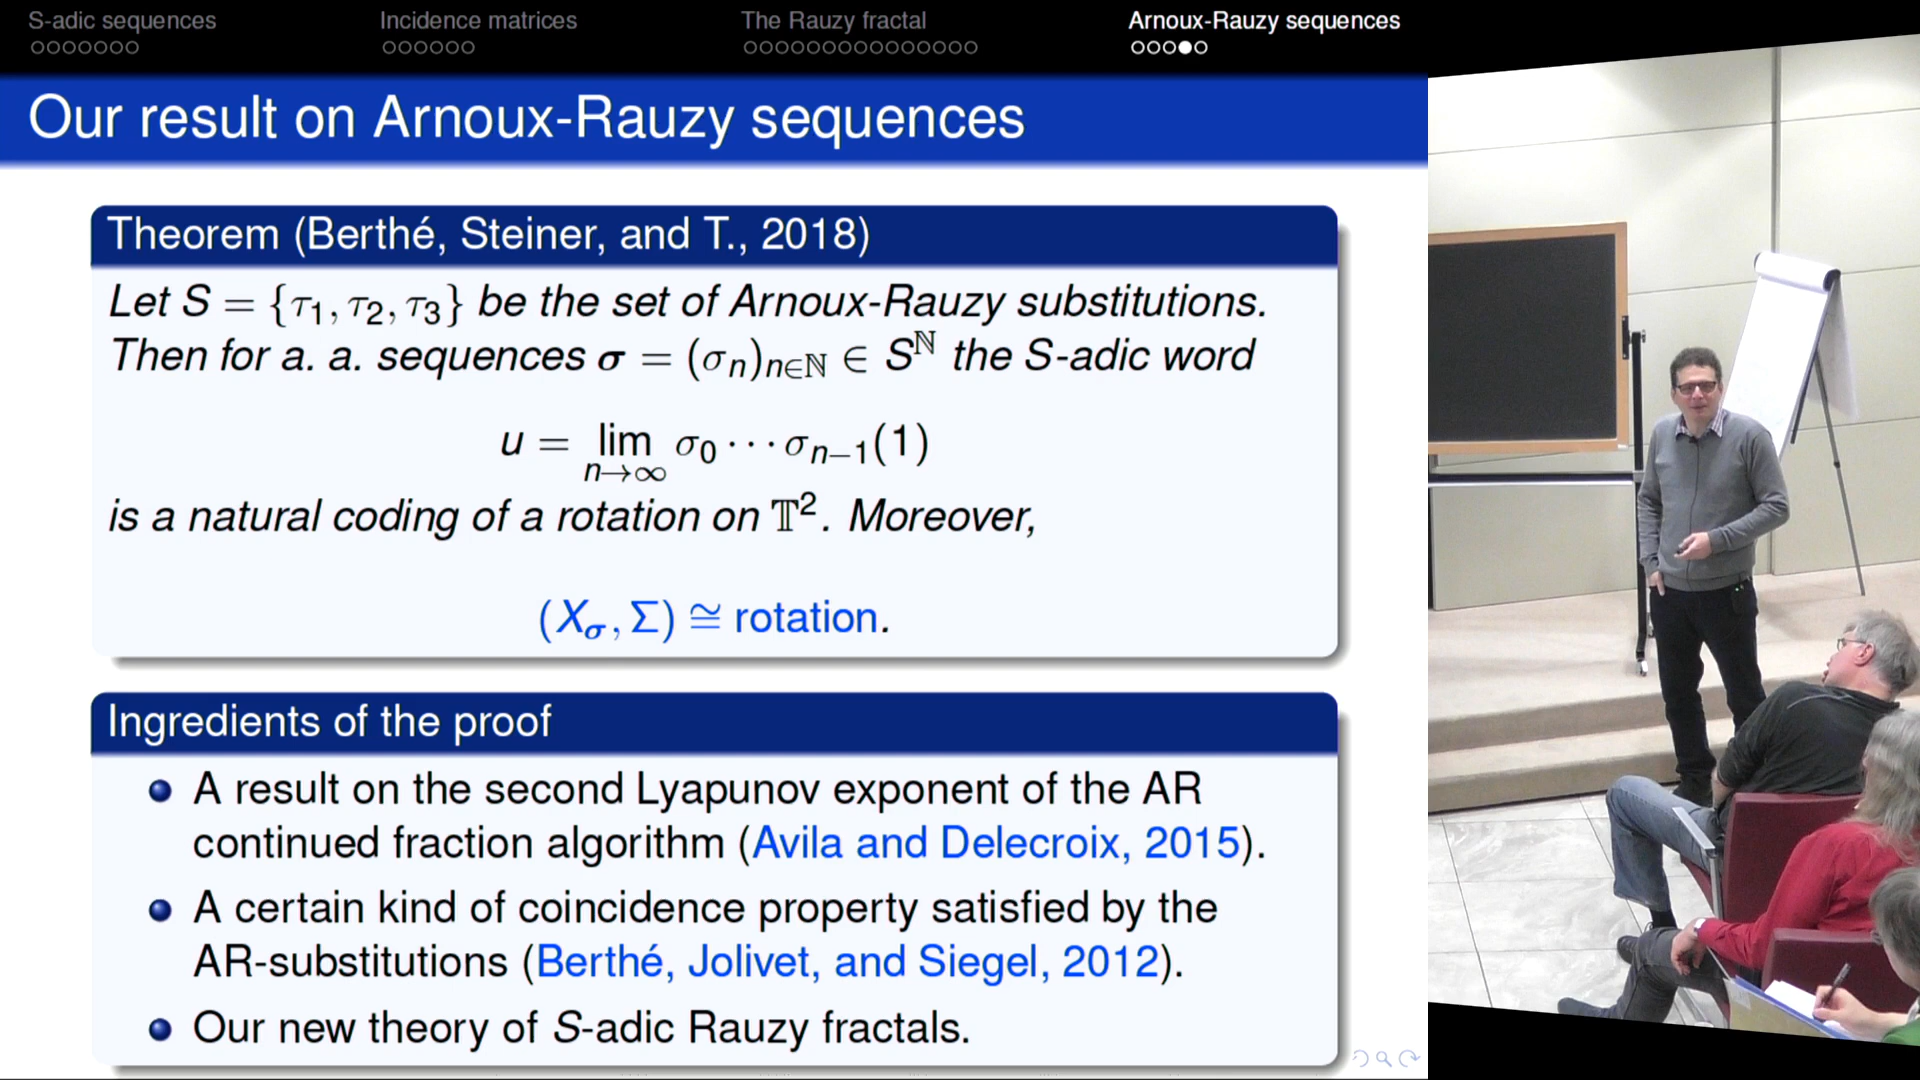 S-adic sequences Incidence matrices The Rauzy fractal Arnoux-Rauzy sequences
Our result on Arnoux-Rauzy sequences
Theorem (Berthé, Steiner, and T., 2018)
Let S = {τ₁, τ₂, τ₃} be the set of Arnoux-Rauzy substitutions.
Then for a. a. sequences σ = (σₙ)ₙ∈ℕ ∈ Sᴺ the S-adic word
u = lim n→∞ σ₀ ··· σₙ₋₁(1)
is a natural coding of a rotation on 𝕋². Moreover,
(X_σ, Σ) ≅ rotation.
Ingredients of the proof
A result on the second Lyapunov exponent of the AR
continued fraction algorithm (Avila and Delecroix, 2015).
A certain kind of coincidence property satisfied by the
AR-substitutions (Berthé, Jolivet, and Siegel, 2012).
Our new theory of S-adic Rauzy fractals.